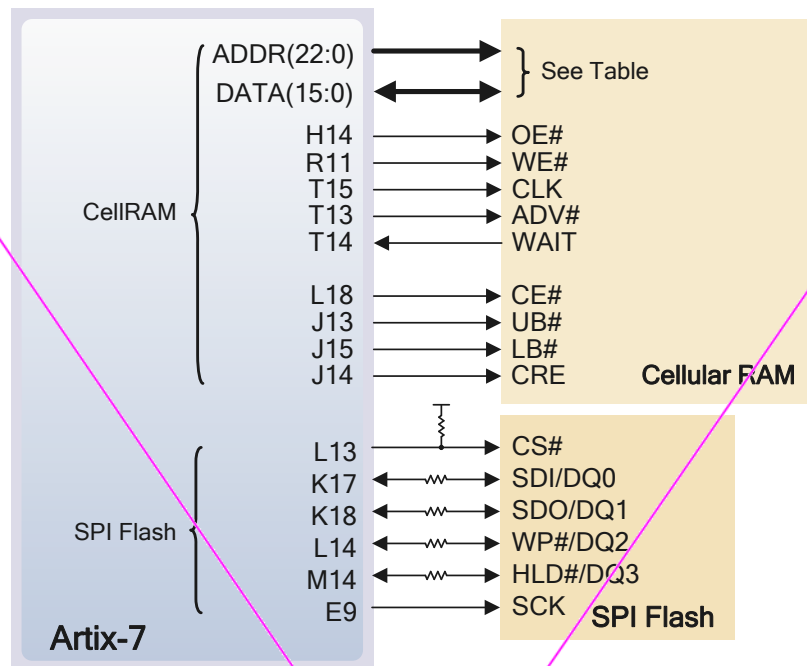 ADDR(22:0)
DATA(15:0)
See Table
H14 OE#
R11 WE#
T15 CLK
CellRAM T13 ADV#
T14 WAIT
L18 CE#
J13 UB#
J15 LB#
J14 CRE Cellular RAM
L13 CS#
K17 SDI/DQ0
K18 SDO/DQ1
SPI Flash L14 WP#/DQ2
M14 HLD#/DQ3
E9 SCK SPI Flash
Artix-7